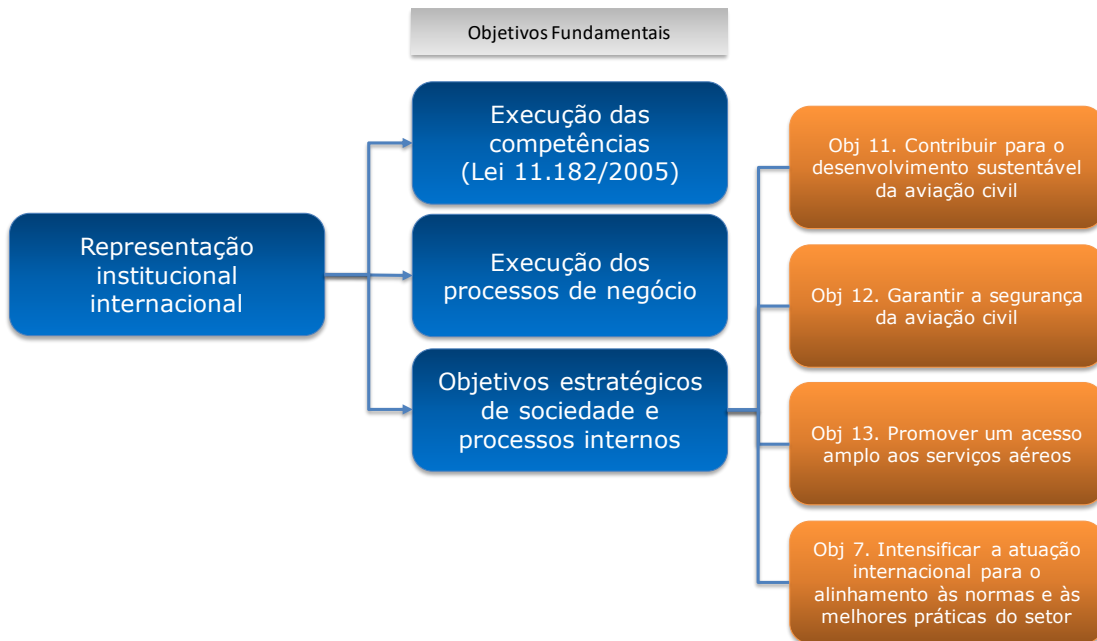 Objetivos Fundamentais
Execução das
competências
(Lei 11.182/2005)
Representação
institucional
internacional
Execução dos
processos de negócio
Objetivos estratégicos
de sociedade e
processos internos
Obj 11. Contribuir para o
desenvolvimento sustentável
da aviação civil
Obj 12. Garantir a segurança
da aviação civil
Obj 13. Promover um acesso
amplo aos serviços aéreos
Obj 7. Intensificar a atuação
internacional para o
alinhamento às normas e às
melhores práticas do setor